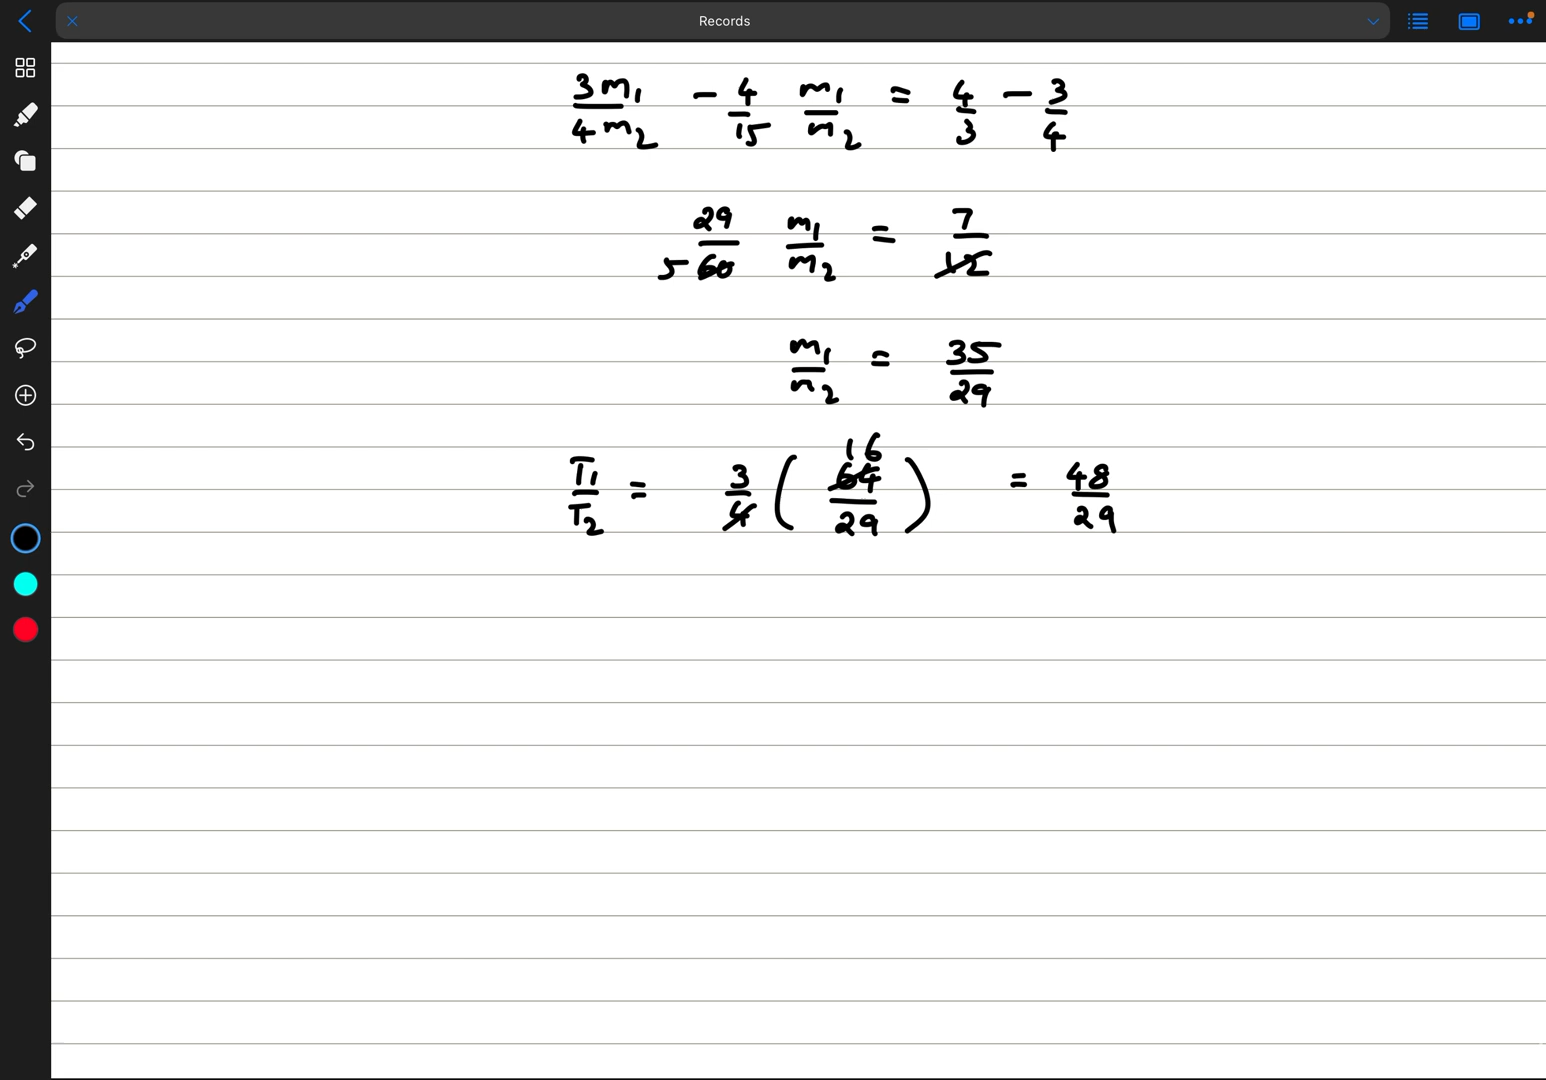 Records
3m₁/4m₂ - 4/15 m₁/m₂ = 4/3 - 3/4
29/5 60 m₁/m₂ = 7/12
m₁/m₂ = 35/29
T₁/T₂ = 3/4 ( 16 64/29 ) = 48/29